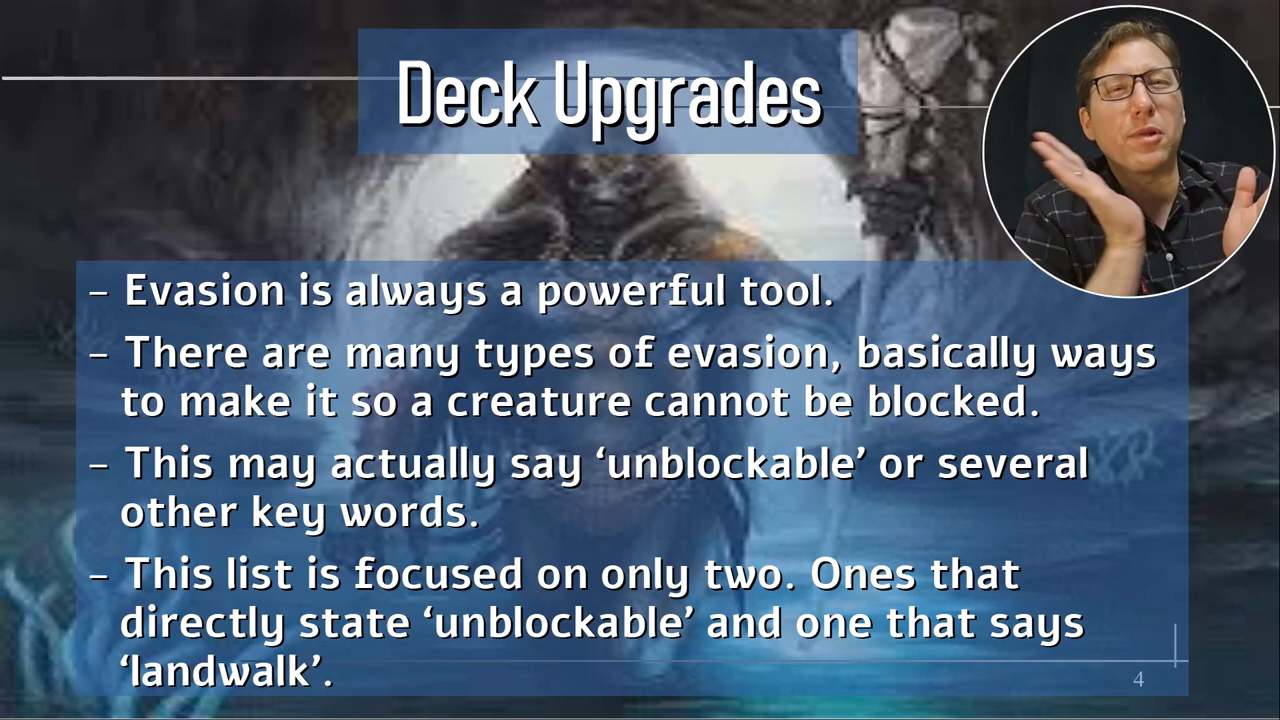 Deck Upgrades
– Evasion is always a powerful tool.
– There are many types of evasion, basically ways
to make it so a creature cannot be blocked.
– This may actually say ‘unblockable’ or several
other key words.
– This list is focused on only two. Ones that
directly state ‘unblockable’ and one that says
‘landwalk’.
4